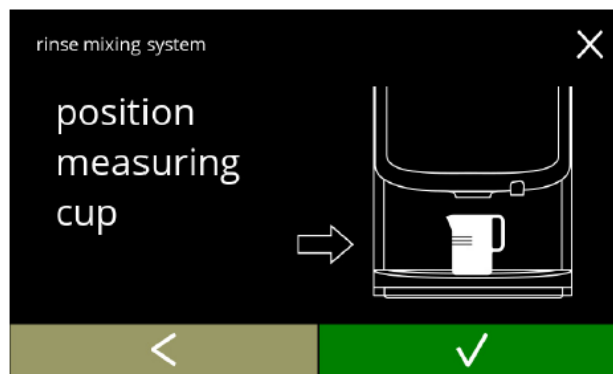 rinse mixing system
position
measuring
cup